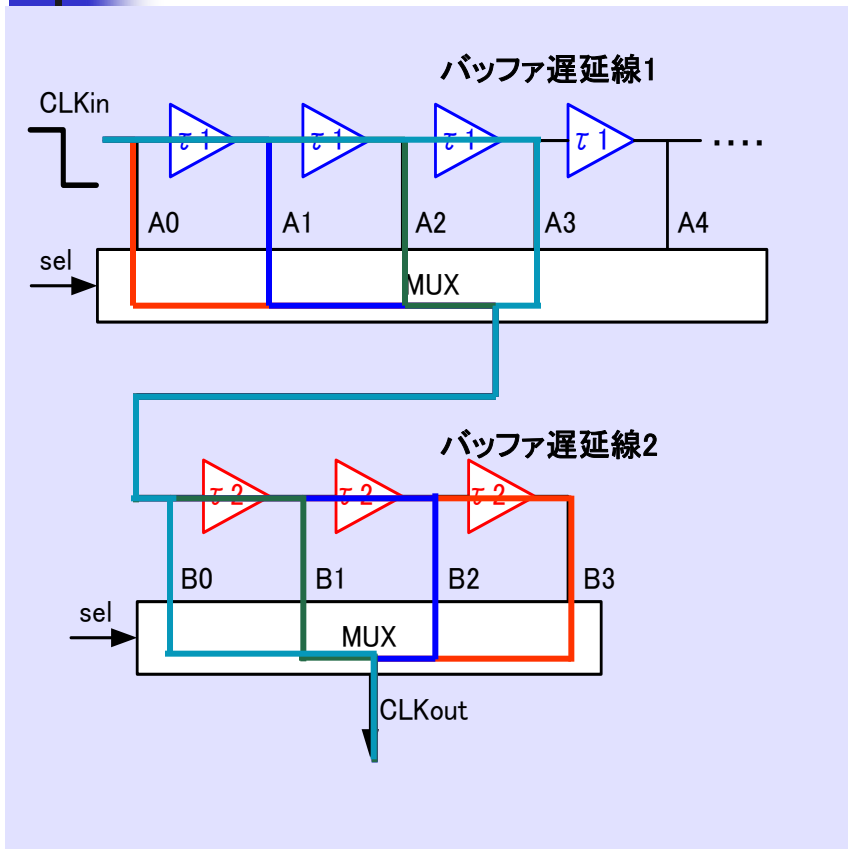 バッファ遅延線1
CLKin
τ1 τ1 τ1 τ1 ‥‥
A0 A1 A2 A3 A4
sel
MUX
バッファ遅延線2
τ2 τ2 τ2
B0 B1 B2 B3
sel
MUX
CLKout